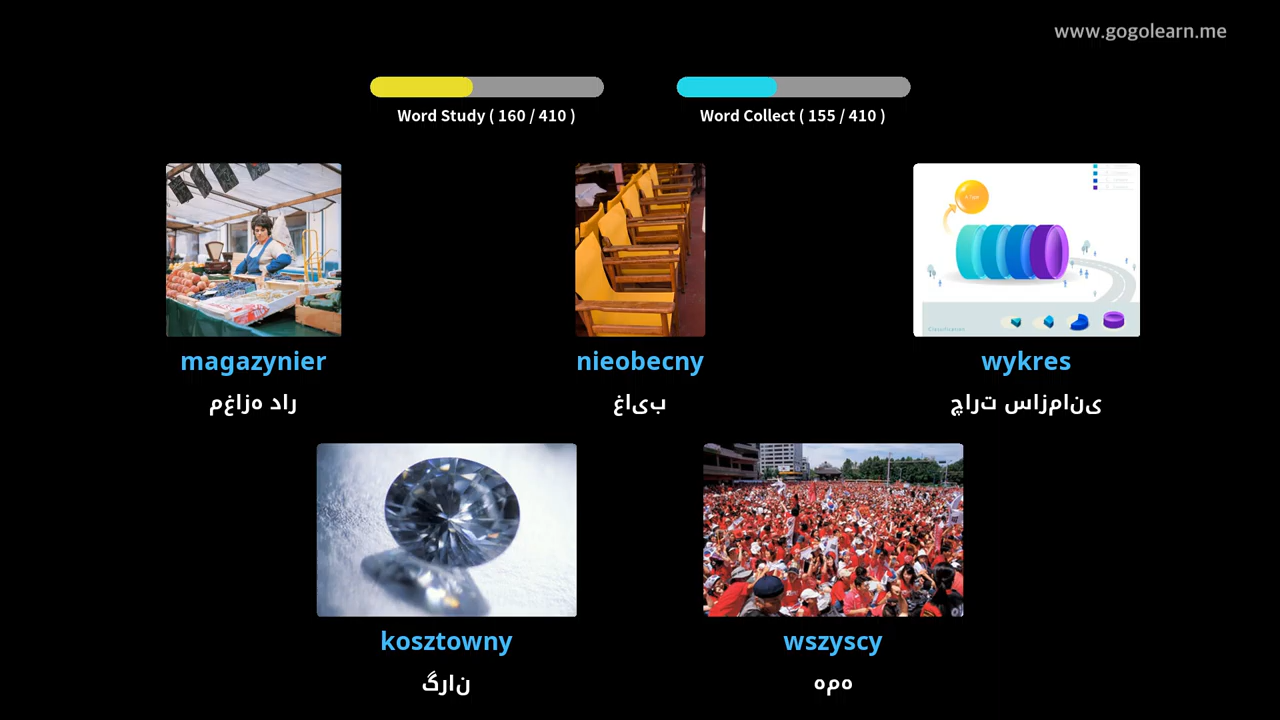 www.gogolearn.me
Word Study ( 160 / 410 )
Word Collect ( 155 / 410 )
Classification
magazynier
nieobecny
wykres
مغازه دار
غایب
چارت سازمانی
kosztowny
wszyscy
گران
همه